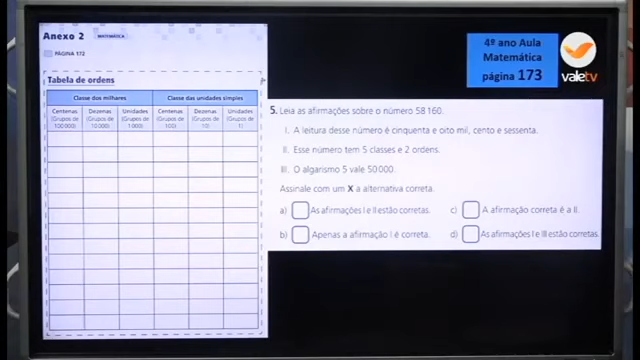 Anexo 2
MATEMÁTICA
PÁGINA 172
Tabela de ordens
Classe dos milhares
Classe das unidades simples
Centenas (Grupos de 100 000)
Dezenas (Grupos de 10 000)
Unidades (Grupos de 1 000)
Centenas (Grupos de 100)
Dezenas (Grupos de 10)
Unidades (Grupos de 1)
4º ano Aula
Matemática
página 173
valetv
5. Leia as afirmações sobre o número 58 160.
I. A leitura desse número é cinquenta e oito mil, cento e sessenta.
II. Esse número tem 5 classes e 2 ordens.
III. O algarismo 5 vale 50 000.
Assinale com um X a alternativa correta.
a) As afirmações I e II estão corretas.
c) A afirmação correta é a II.
b) Apenas a afirmação I é correta.
d) As afirmações I e III estão corretas.